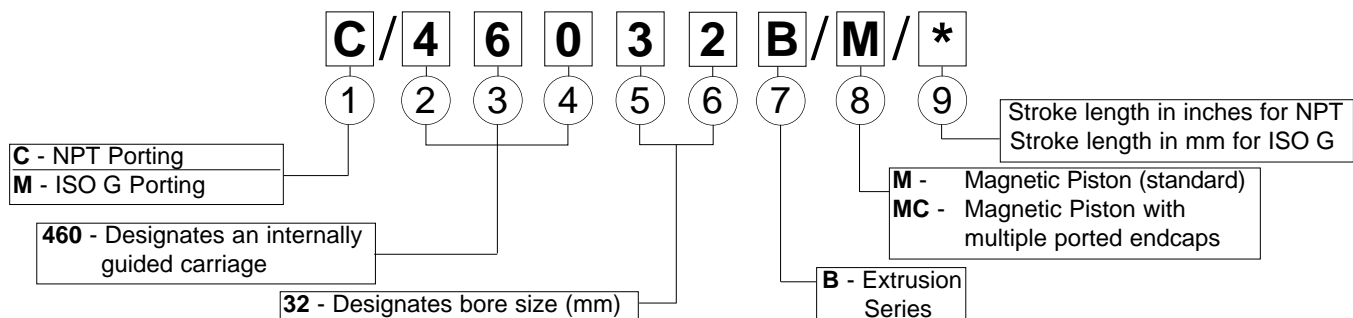 C/46032B/M/*
1 2 3 4 5 6 7 8 9
Stroke length in inches for NPT
Stroke length in mm for ISO G
C - NPT Porting
M - ISO G Porting
M - Magnetic Piston (standard)
MC - Magnetic Piston with
multiple ported endcaps
460 - Designates an internally
guided carriage
B - Extrusion
Series
32 - Designates bore size (mm)